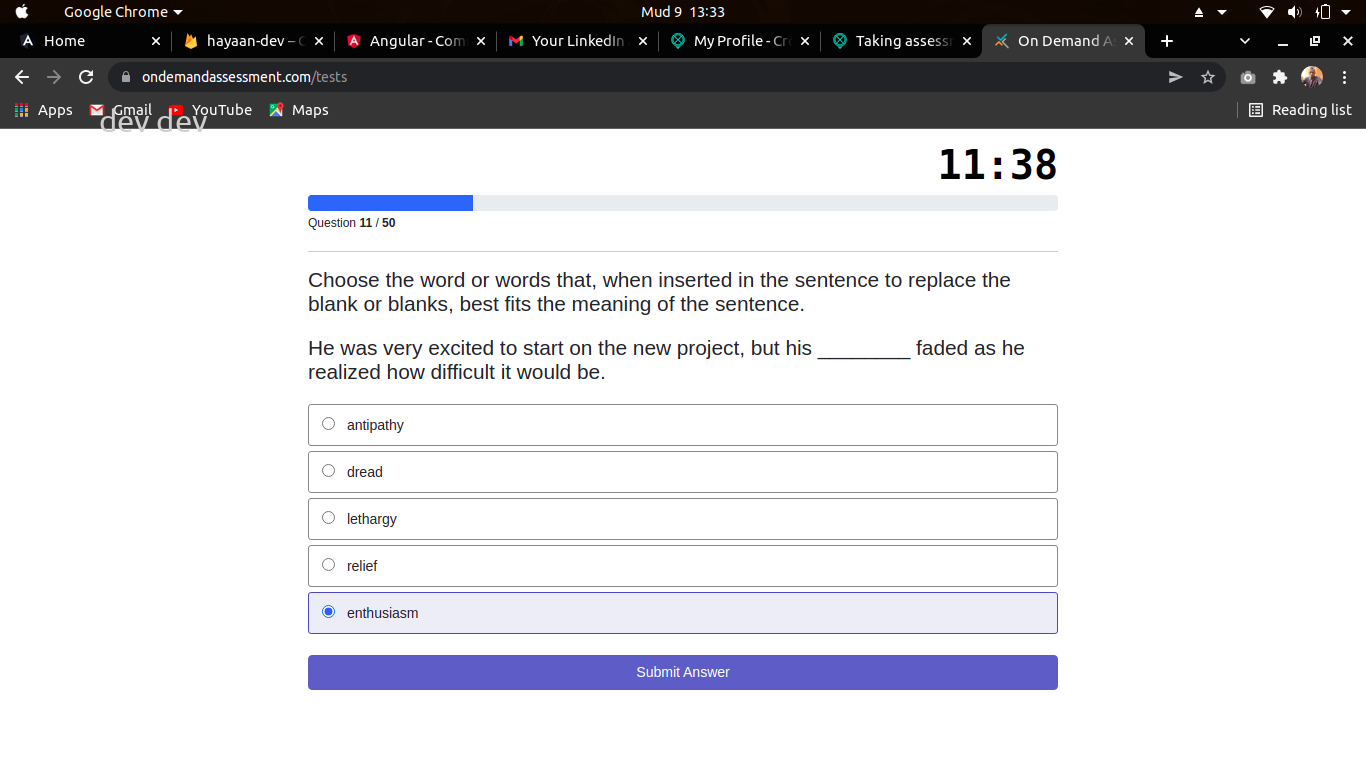 Google Chrome
Mud 9 13:33
Home
hayaan-dev – C
Angular - Com
Your LinkedIn
My Profile - Cr
Taking assess
On Demand A
ondemandassessment.com/tests
Apps
Gmail
YouTube
Maps
Reading list
dev dev
11:38
Question 11 / 50
Choose the word or words that, when inserted in the sentence to replace the
blank or blanks, best fits the meaning of the sentence.
He was very excited to start on the new project, but his ________ faded as he
realized how difficult it would be.
antipathy
dread
lethargy
relief
enthusiasm
Submit Answer